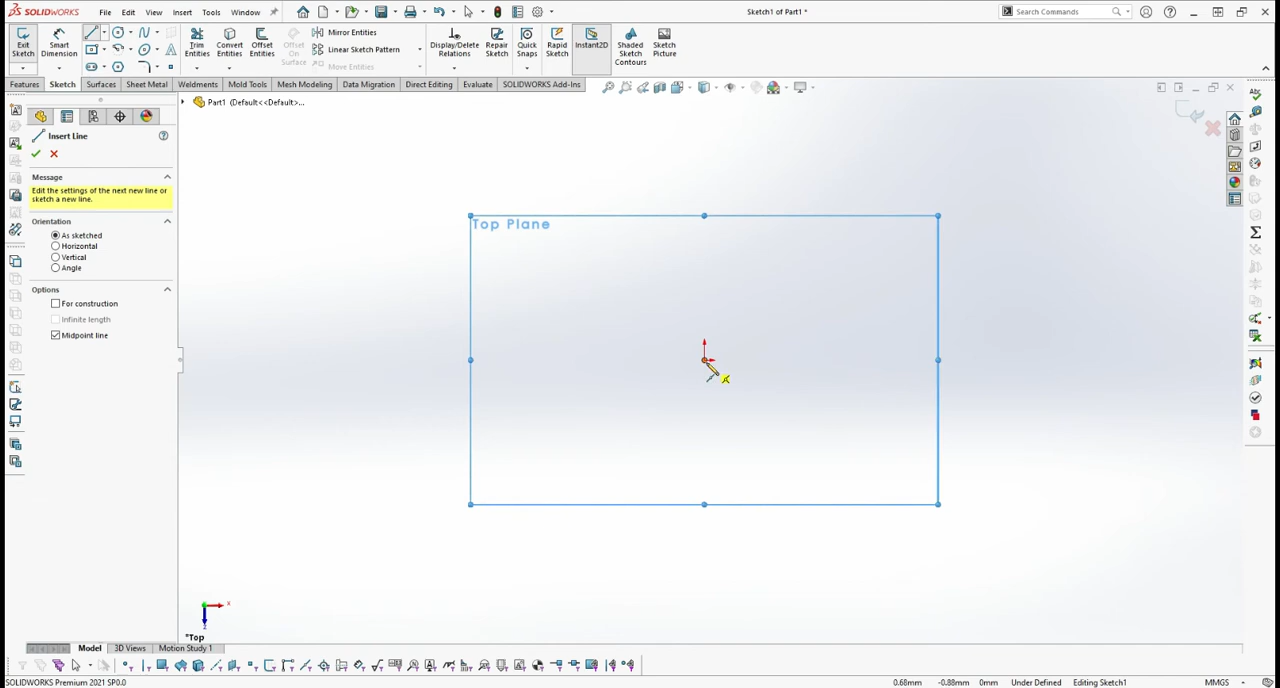 SOLIDWORKS File Edit View Insert Tools Window Sketch1 of Part1 * Search Commands
Exit Sketch Smart Dimension Trim Entities Convert Entities Offset Entities Offset On Surface Mirror Entities Linear Sketch Pattern Move Entities Display/Delete Relations Repair Sketch Quick Snaps Rapid Sketch Instant2D Shaded Sketch Contours Sketch Picture
Features Sketch Surfaces Sheet Metal Weldments Mold Tools Mesh Modeling Data Migration Direct Editing Evaluate SOLIDWORKS Add-Ins
Part1 (Default<<Default>...
Insert Line
Message
Edit the settings of the next new line or
sketch a new line.
Orientation
As sketched
Horizontal
Vertical
Angle
Options
For construction
Infinite length
Midpoint line
Top Plane
x
*Top
Model 3D Views Motion Study 1
SOLIDWORKS Premium 2021 SP0.0 0.68mm -0.88mm 0mm Under Defined Editing Sketch1 MMGS